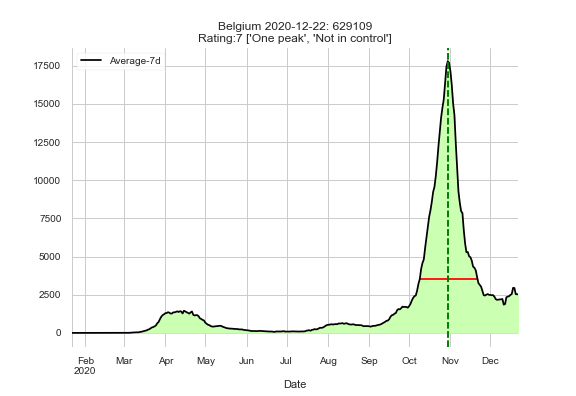 Belgium 2020-12-22: 629109
Rating:7 ['One peak', 'Not in control']
Average-7d
17500
15000
12500
10000
7500
5000
2500
0
Feb Mar Apr May Jun Jul Aug Sep Oct Nov Dec
2020
Date